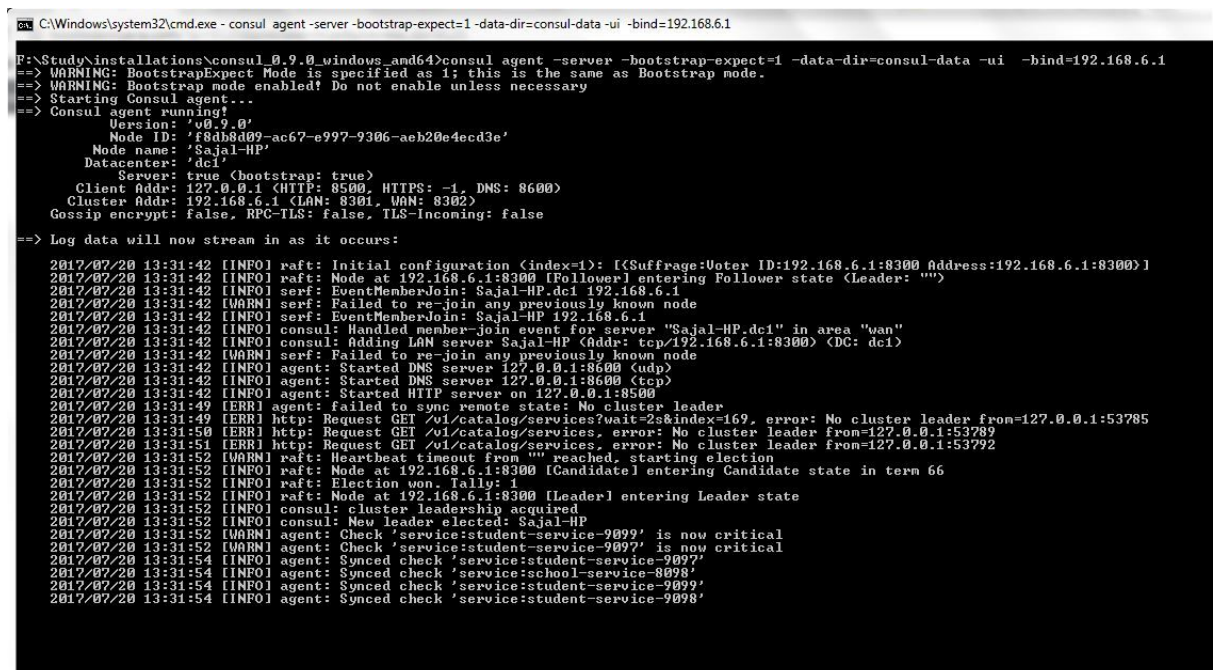 C:\Windows\system32\cmd.exe - consul agent -server -bootstrap-expect=1 -data-dir=consul-data -ui -bind=192.168.6.1
F:\Study\installations\consul_0.9.0_windows_amd64>consul agent -server -bootstrap-expect=1 -data-dir=consul-data -ui -bind=192.168.6.1
==> WARNING: BootstrapExpect Mode is specified as 1; this is the same as Bootstrap mode.
==> WARNING: Bootstrap mode enabled! Do not enable unless necessary
==> Starting Consul agent...
==> Consul agent running!
Version: 'v0.9.0'
Node ID: 'f8db8d09-ac67-e997-9306-aeb20e4ecd3e'
Node name: 'Sajal-HP'
Datacenter: 'dc1'
Server: true (bootstrap: true)
Client Addr: 127.0.0.1 (HTTP: 8500, HTTPS: -1, DNS: 8600)
Cluster Addr: 192.168.6.1 (LAN: 8301, WAN: 8302)
Gossip encrypt: false, RPC-TLS: false, TLS-Incoming: false
==> Log data will now stream in as it occurs:
2017/07/20 13:31:42 [INFO] raft: Initial configuration (index=1): [{Suffrage:Voter ID:192.168.6.1:8300 Address:192.168.6.1:8300}]
2017/07/20 13:31:42 [INFO] raft: Node at 192.168.6.1:8300 [Follower] entering Follower state (Leader: "")
2017/07/20 13:31:42 [INFO] serf: EventMemberJoin: Sajal-HP.dc1 192.168.6.1
2017/07/20 13:31:42 [WARN] serf: Failed to re-join any previously known node
2017/07/20 13:31:42 [INFO] serf: EventMemberJoin: Sajal-HP 192.168.6.1
2017/07/20 13:31:42 [INFO] consul: Handled member-join event for server "Sajal-HP.dc1" in area "wan"
2017/07/20 13:31:42 [INFO] consul: Adding LAN server Sajal-HP (Addr: tcp/192.168.6.1:8300) (DC: dc1)
2017/07/20 13:31:42 [WARN] serf: Failed to re-join any previously known node
2017/07/20 13:31:42 [INFO] agent: Started DNS server 127.0.0.1:8600 (udp)
2017/07/20 13:31:42 [INFO] agent: Started DNS server 127.0.0.1:8600 (tcp)
2017/07/20 13:31:42 [INFO] agent: Started HTTP server on 127.0.0.1:8500
2017/07/20 13:31:49 [ERR] agent: failed to sync remote state: No cluster leader
2017/07/20 13:31:49 [ERR] http: Request GET /v1/catalog/services?wait=2s&index=169, error: No cluster leader from=127.0.0.1:53785
2017/07/20 13:31:50 [ERR] http: Request GET /v1/catalog/services, error: No cluster leader from=127.0.0.1:53789
2017/07/20 13:31:51 [ERR] http: Request GET /v1/catalog/services, error: No cluster leader from=127.0.0.1:53792
2017/07/20 13:31:52 [WARN] raft: Heartbeat timeout from "" reached, starting election
2017/07/20 13:31:52 [INFO] raft: Node at 192.168.6.1:8300 [Candidate] entering Candidate state in term 66
2017/07/20 13:31:52 [INFO] raft: Election won. Tally: 1
2017/07/20 13:31:52 [INFO] raft: Node at 192.168.6.1:8300 [Leader] entering Leader state
2017/07/20 13:31:52 [INFO] consul: cluster leadership acquired
2017/07/20 13:31:52 [INFO] consul: New leader elected: Sajal-HP
2017/07/20 13:31:52 [WARN] agent: Check 'service:student-service-9099' is now critical
2017/07/20 13:31:52 [WARN] agent: Check 'service:student-service-9097' is now critical
2017/07/20 13:31:54 [INFO] agent: Synced check 'service:student-service-9097'
2017/07/20 13:31:54 [INFO] agent: Synced check 'service:school-service-8098'
2017/07/20 13:31:54 [INFO] agent: Synced check 'service:student-service-9099'
2017/07/20 13:31:54 [INFO] agent: Synced check 'service:student-service-9098'